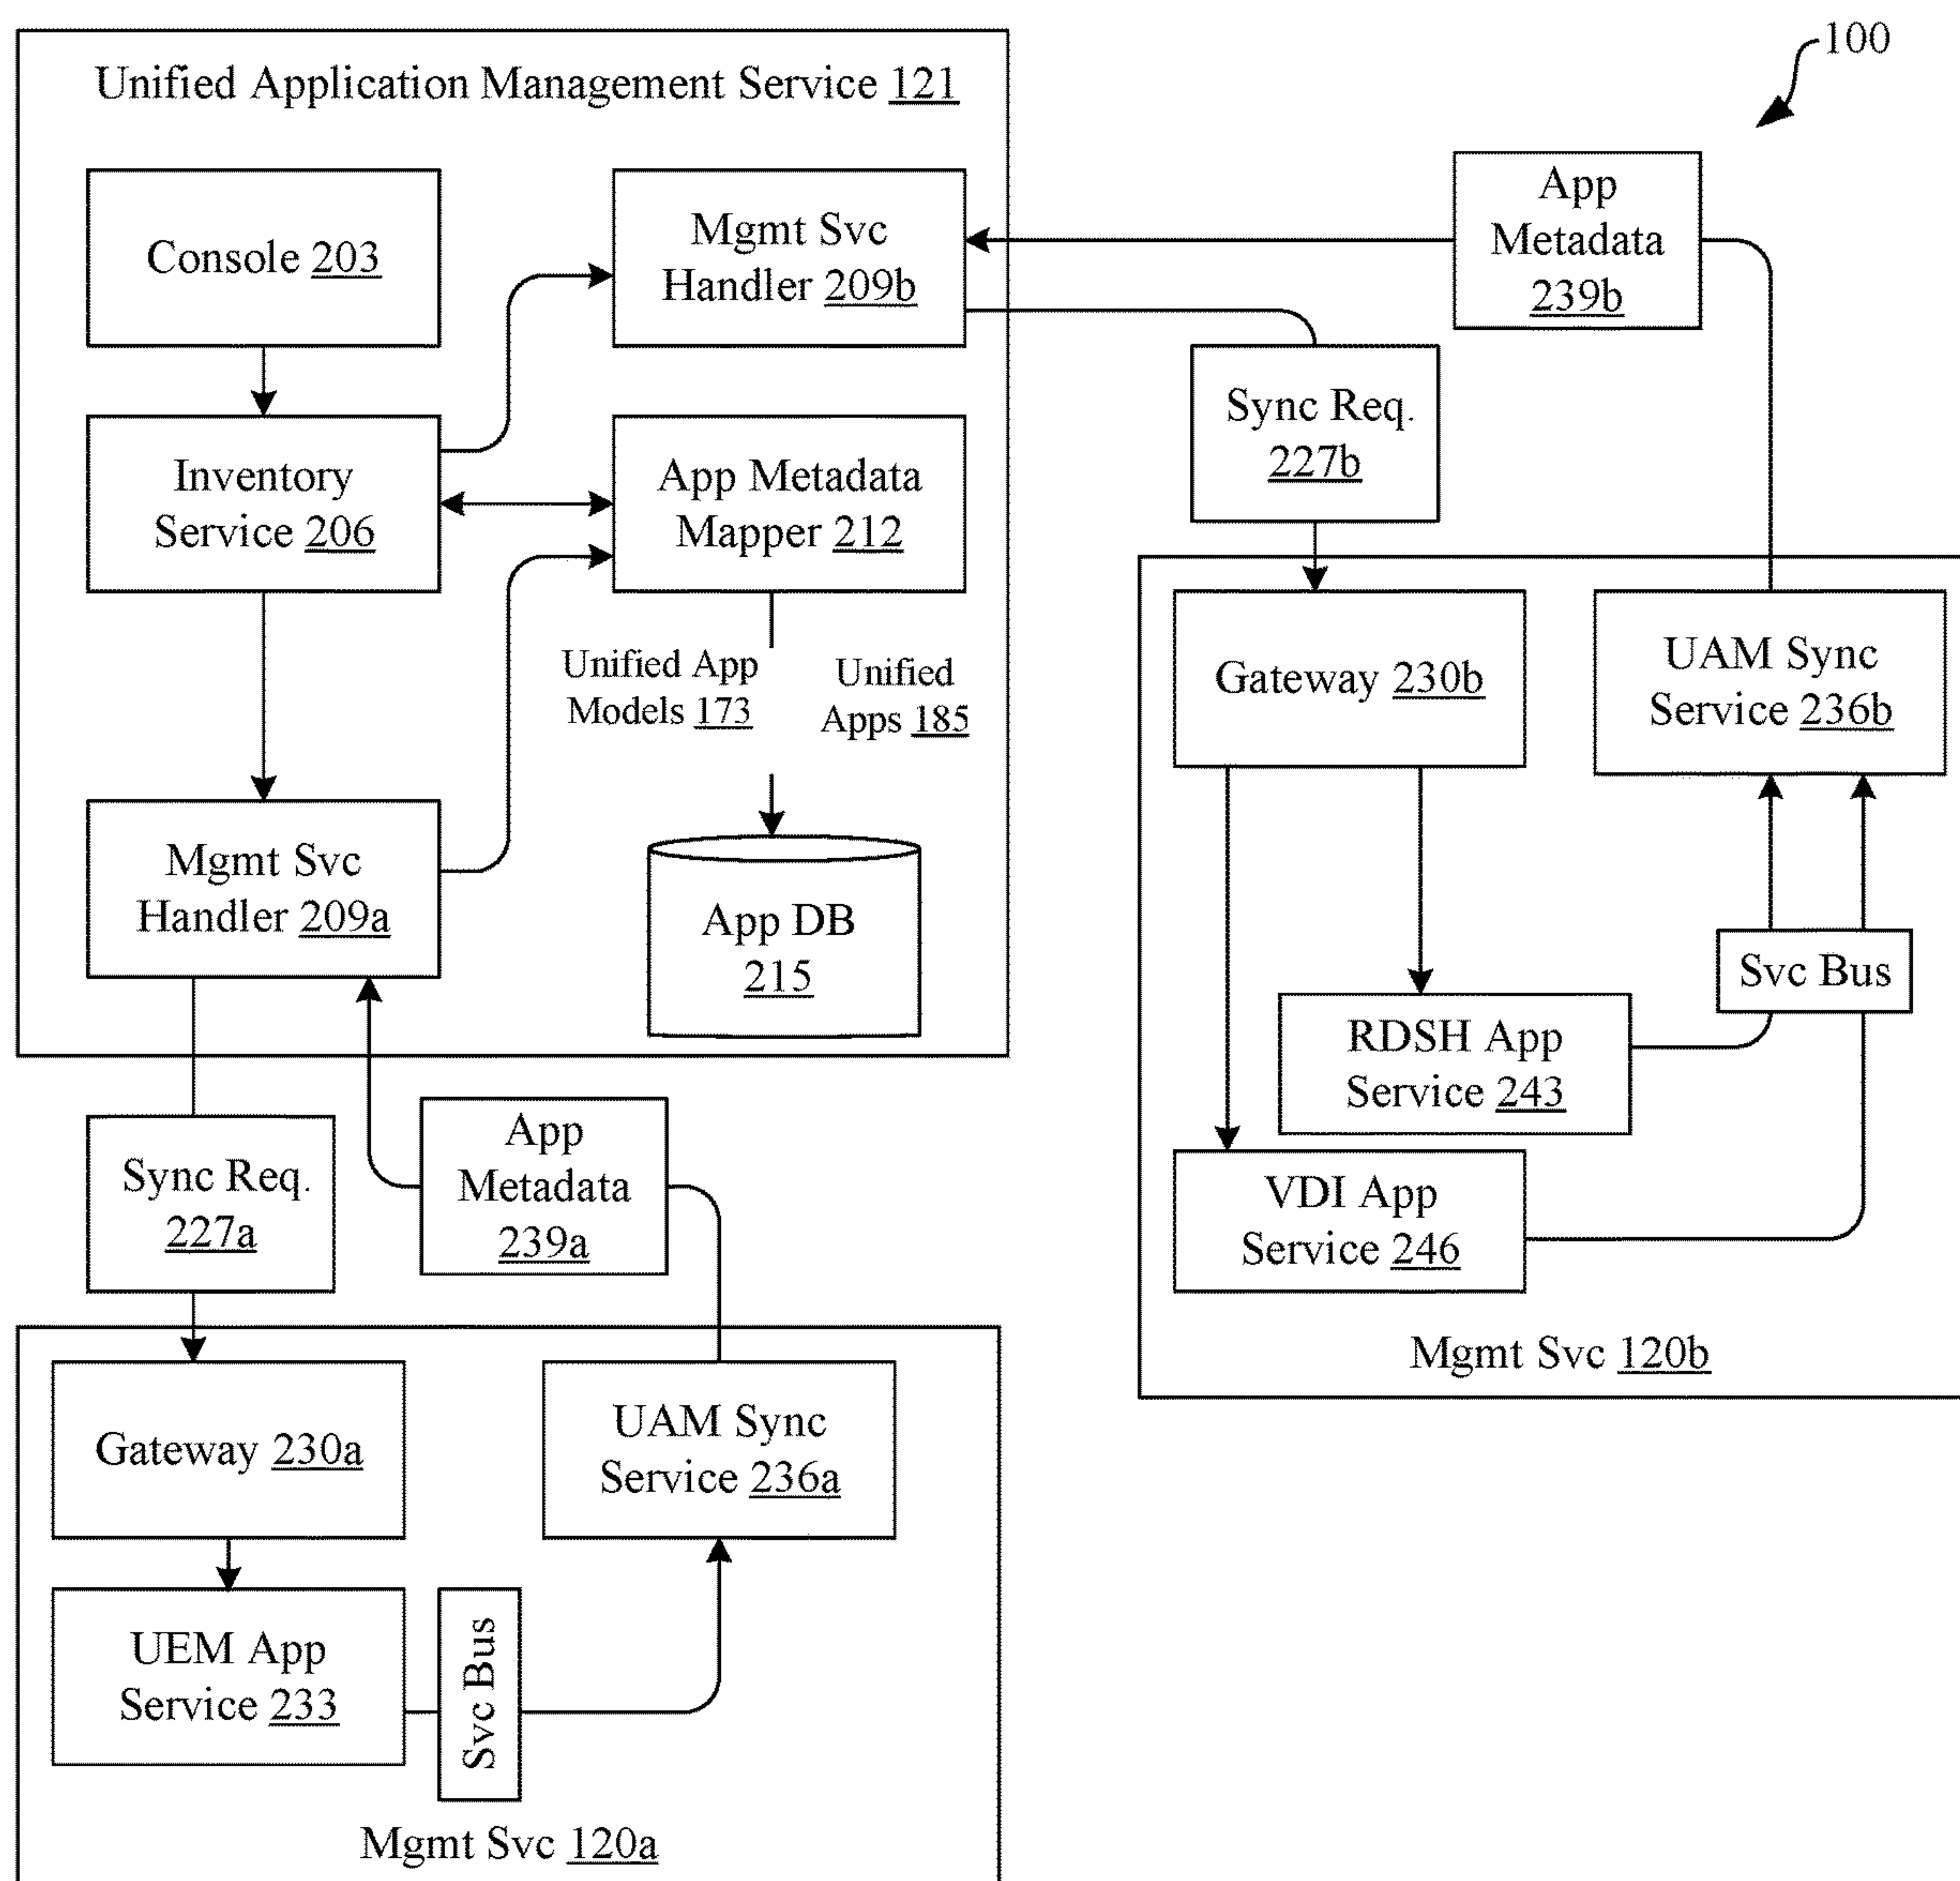 100
Unified Application Management Service 121
Console 203
Mgmt Svc
Handler 209b
App
Metadata
239b
Sync Req.
227b
Inventory
Service 206
App Metadata
Mapper 212
Unified App
Models 173
Unified
Apps 185
Mgmt Svc
Handler 209a
App DB
215
Gateway 230b
UAM Sync
Service 236b
Svc Bus
RDSH App
Service 243
VDI App
Service 246
Mgmt Svc 120b
Sync Req.
227a
App
Metadata
239a
Gateway 230a
UAM Sync
Service 236a
UEM App
Service 233
Svc Bus
Mgmt Svc 120a